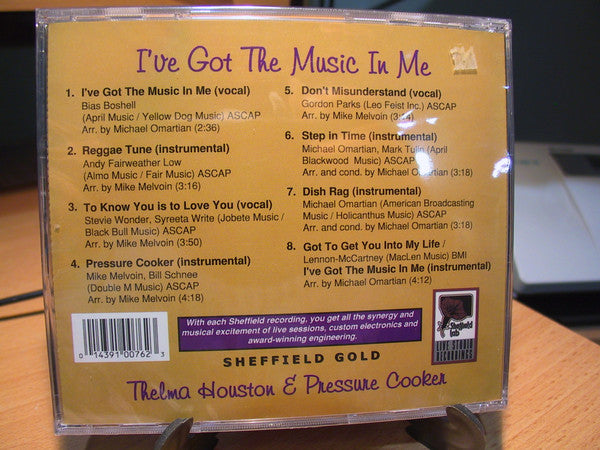 I've Got The Music In Me
1. I've Got The Music In Me (vocal)
Bias Boshell
(April Music / Yellow Dog Music) ASCAP
Arr. by Michael Omartian (2:36)
2. Reggae Tune (instrumental)
Andy Fairweather Low
(Almo Music / Fair Music) ASCAP
Arr. by Mike Melvoin (3:16)
3. To Know You is to Love You (vocal)
Stevie Wonder, Syreeta Write (Jobete Music /
Black Bull Music) ASCAP
Arr. by Mike Melvoin (3:50)
4. Pressure Cooker (instrumental)
Mike Melvoin, Bill Schnee
(Double M Music) ASCAP
Arr. by Mike Melvoin (4:18)
5. Don't Misunderstand (vocal)
Gordon Parks (Leo Feist Inc.) ASCAP
Arr. by Mike Melvoin
6. Step in Time (instrumental)
Michael Omartian, Mark Tulin (April
Blackwood Music) ASCAP
Arr. and cond. by Michael Omartian (3:18)
7. Dish Rag (instrumental)
Michael Omartian (American Broadcasting
Music / Holicanthus Music) ASCAP
Arr. and cond. by Michael Omartian (3:18)
8. Got To Get You Into My Life /
Lennon-McCartney (MacLen Music) BMI
I've Got The Music In Me (instrumental)
Arr. by Michael Omartian (4:12)
With each Sheffield recording, you get all the synergy and
musical excitement of live sessions, custom electronics and
award-winning engineering.
0 14391 00762 3
Sheffield
Lab
LIVE STUDIO
RECORDINGS
SHEFFIELD GOLD
Thelma Houston & Pressure Cooker